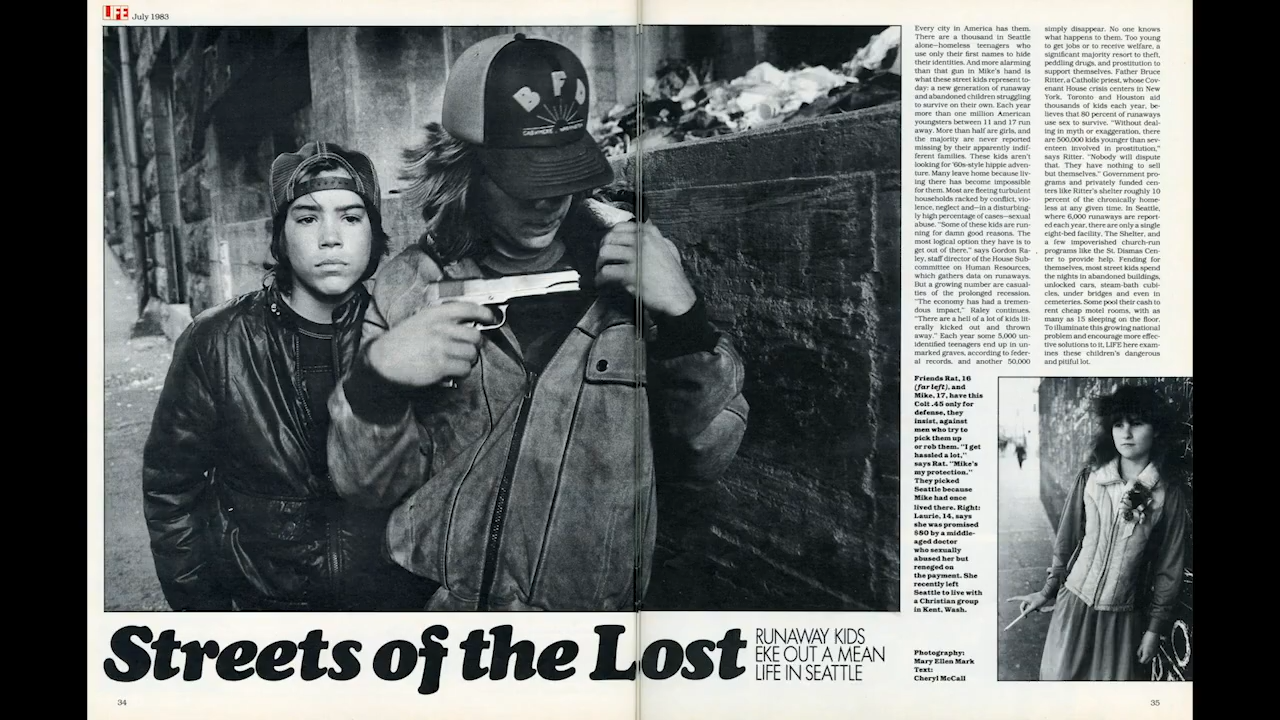 LIFE July 1983
BFD
Every city in America has them.
There are a thousand in Seattle
alone—homeless teenagers who
use only their first names to hide
their identities. And more alarming
than that gun in Mike's hand is
what these street kids represent to-
day: a new generation of runaway
and abandoned children struggling
to survive on their own. Each year
more than one million American
youngsters between 11 and 17 run
away. More than half are girls, and
the majority are never reported
missing by their apparently indif-
ferent families. These kids aren't
looking for '60s-style hippie adven-
ture. Many leave home because liv-
ing there has become impossible
for them. Most are fleeing turbulent
households racked by conflict, vio-
lence, neglect and—in a disturbing-
ly high percentage of cases—sexual
abuse. "Some of these kids are run-
ning for damn good reasons. The
most logical option they have is to
get out of there," says Gordon Ra-
ley, staff director of the House Sub-
committee on Human Resources,
which gathers data on runaways.
But a growing number are casual-
ties of the prolonged recession.
"The economy has had a tremen-
dous impact," Raley continues.
"There are a hell of a lot of kids lit-
erally kicked out and thrown
away." Each year some 5,000 un-
identified teenagers end up in un-
marked graves, according to feder-
al records, and another 50,000
simply disappear. No one knows
what happens to them. Too young
to get jobs or to receive welfare, a
significant majority resort to theft,
peddling drugs, and prostitution to
support themselves. Father Bruce
Ritter, a Catholic priest, whose Cov-
enant House crisis centers in New
York, Toronto and Houston aid
thousands of kids each year, be-
lieves that 80 percent of runaways
use sex to survive. "Without deal-
ing in myth or exaggeration, there
are 500,000 kids younger than sev-
enteen involved in prostitution,"
says Ritter. "Nobody will dispute
that. They have nothing to sell
but themselves." Government pro-
grams and privately funded cen-
ters like Ritter's shelter roughly 10
percent of the chronically home-
less at any given time. In Seattle,
where 6,000 runaways are report-
ed each year, there are only a single
eight-bed facility, The Shelter, and
a few impoverished church-run
programs like the St. Dismas Cen-
ter to provide help. Fending for
themselves, most street kids spend
the nights in abandoned buildings,
unlocked cars, steam-bath cubi-
cles, under bridges and even in
cemeteries. Some pool their cash to
rent cheap motel rooms, with as
many as 15 sleeping on the floor.
To illuminate this growing national
problem and encourage more effec-
tive solutions to it, LIFE here exam-
ines these children's dangerous
and pitiful lot.
Friends Rat, 16
(far left), and
Mike, 17, have this
Colt .45 only for
defense, they
insist, against
men who try to
pick them up
or rob them. "I get
hassled a lot,"
says Rat. "Mike's
my protection."
They picked
Seattle because
Mike had once
lived there. Right:
Laurie, 14, says
she was promised
$80 by a middle-
aged doctor
who sexually
abused her but
reneged on
the payment. She
recently left
Seattle to live with
a Christian group
in Kent, Wash.
Streets of the Lost
RUNAWAY KIDS
EKE OUT A MEAN
LIFE IN SEATTLE
Photography:
Mary Ellen Mark
Text:
Cheryl McCall
34
35